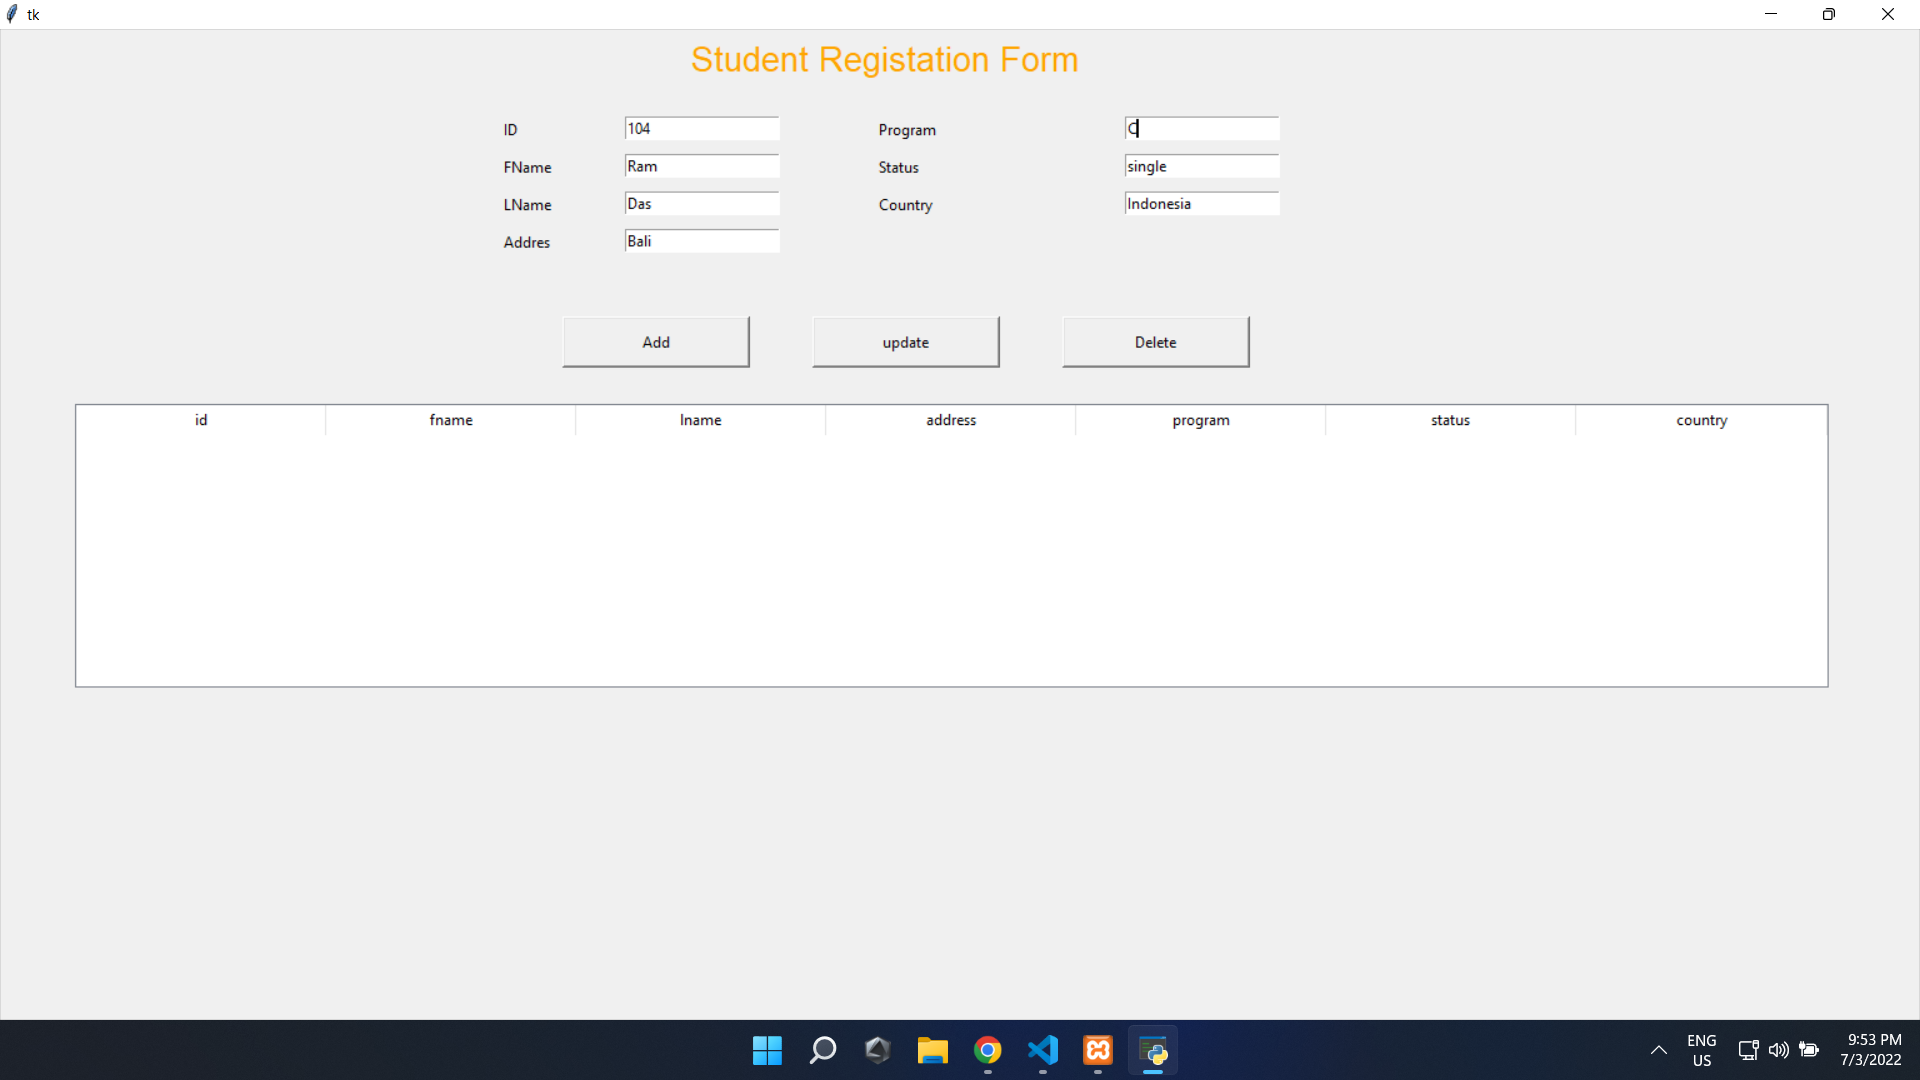 tk
Student Registation Form
ID 104 Program C
FName Ram Status single
LName Das Country Indonesia
Addres Bali
Add update Delete
id fname lname address program status country
ENG
US
9:53 PM
7/3/2022